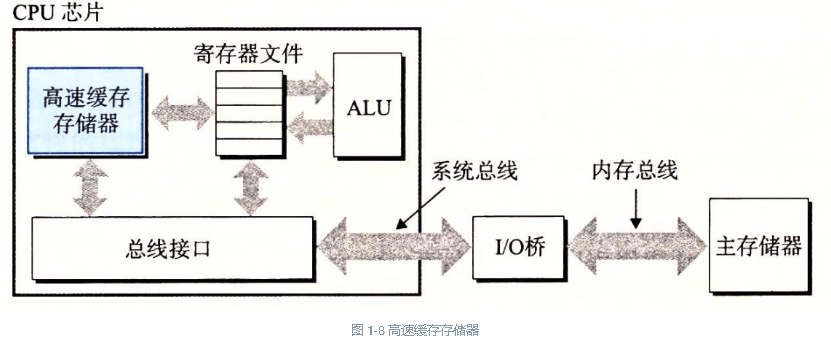 CPU 芯片
寄存器文件
高速缓存
存储器
ALU
系统总线
内存总线
总线接口
I/O桥
主存储器
图 1-8 高速缓存存储器